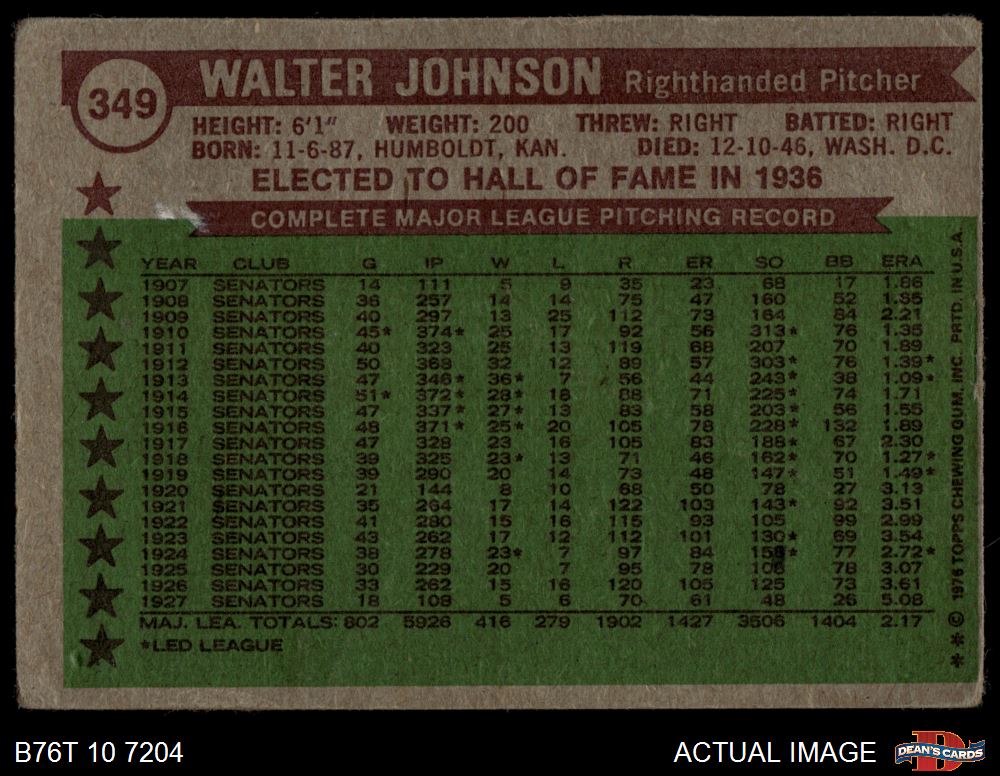 349
WALTER JOHNSON Righthanded Pitcher
HEIGHT: 6'1" WEIGHT: 200 THREW: RIGHT BATTED: RIGHT
BORN: 11-6-87, HUMBOLDT, KAN. DIED: 12-10-46, WASH. D.C.
ELECTED TO HALL OF FAME IN 1936
COMPLETE MAJOR LEAGUE PITCHING RECORD
YEAR CLUB G IP W L R ER SO BB ERA
1907 SENATORS 14 111 5 9 35 23 68 17 1.86
1908 SENATORS 36 257 14 14 75 47 160 52 1.65
1909 SENATORS 40 297 13 25 112 73 164 84 2.21
1910 SENATORS 45* 374* 25 17 92 56 313* 76 1.35
1911 SENATORS 40 323 25 13 119 68 207 70 1.89
1912 SENATORS 50 368 32 12 89 57 303* 76 1.39*
1913 SENATORS 47 346* 36* 7 56 44 243* 38 1.09*
1914 SENATORS 51* 372* 28* 18 88 71 225* 74 1.71
1915 SENATORS 47 337* 27* 13 83 58 203* 56 1.55
1916 SENATORS 48 371* 25* 20 105 78 228* 132 1.89
1917 SENATORS 47 328 23 16 105 83 188* 67 2.30
1918 SENATORS 39 325 23* 13 71 46 162* 70 1.27*
1919 SENATORS 39 290 20 14 73 48 147* 51 1.49*
1920 SENATORS 21 144 8 10 68 50 78 27 3.13
1921 SENATORS 35 264 17 14 122 103 143* 92 3.51
1922 SENATORS 41 280 15 16 115 93 105 99 2.99
1923 SENATORS 43 262 17 12 112 101 130* 69 3.54
1924 SENATORS 38 278 23* 7 97 84 158* 77 2.72*
1925 SENATORS 30 229 20 7 95 78 108 78 3.07
1926 SENATORS 33 262 15 16 120 105 125 73 3.61
1927 SENATORS 18 108 5 6 70 61 48 26 5.08
MAJ. LEA. TOTALS: 802 5926 416 279 1902 1427 3506 1404 2.17
*LED LEAGUE
* * © 1976 TOPPS CHEWING GUM, INC. PRTD. IN U.S.A.
B76T 10 7204
ACTUAL IMAGE
DEAN'S CARDS